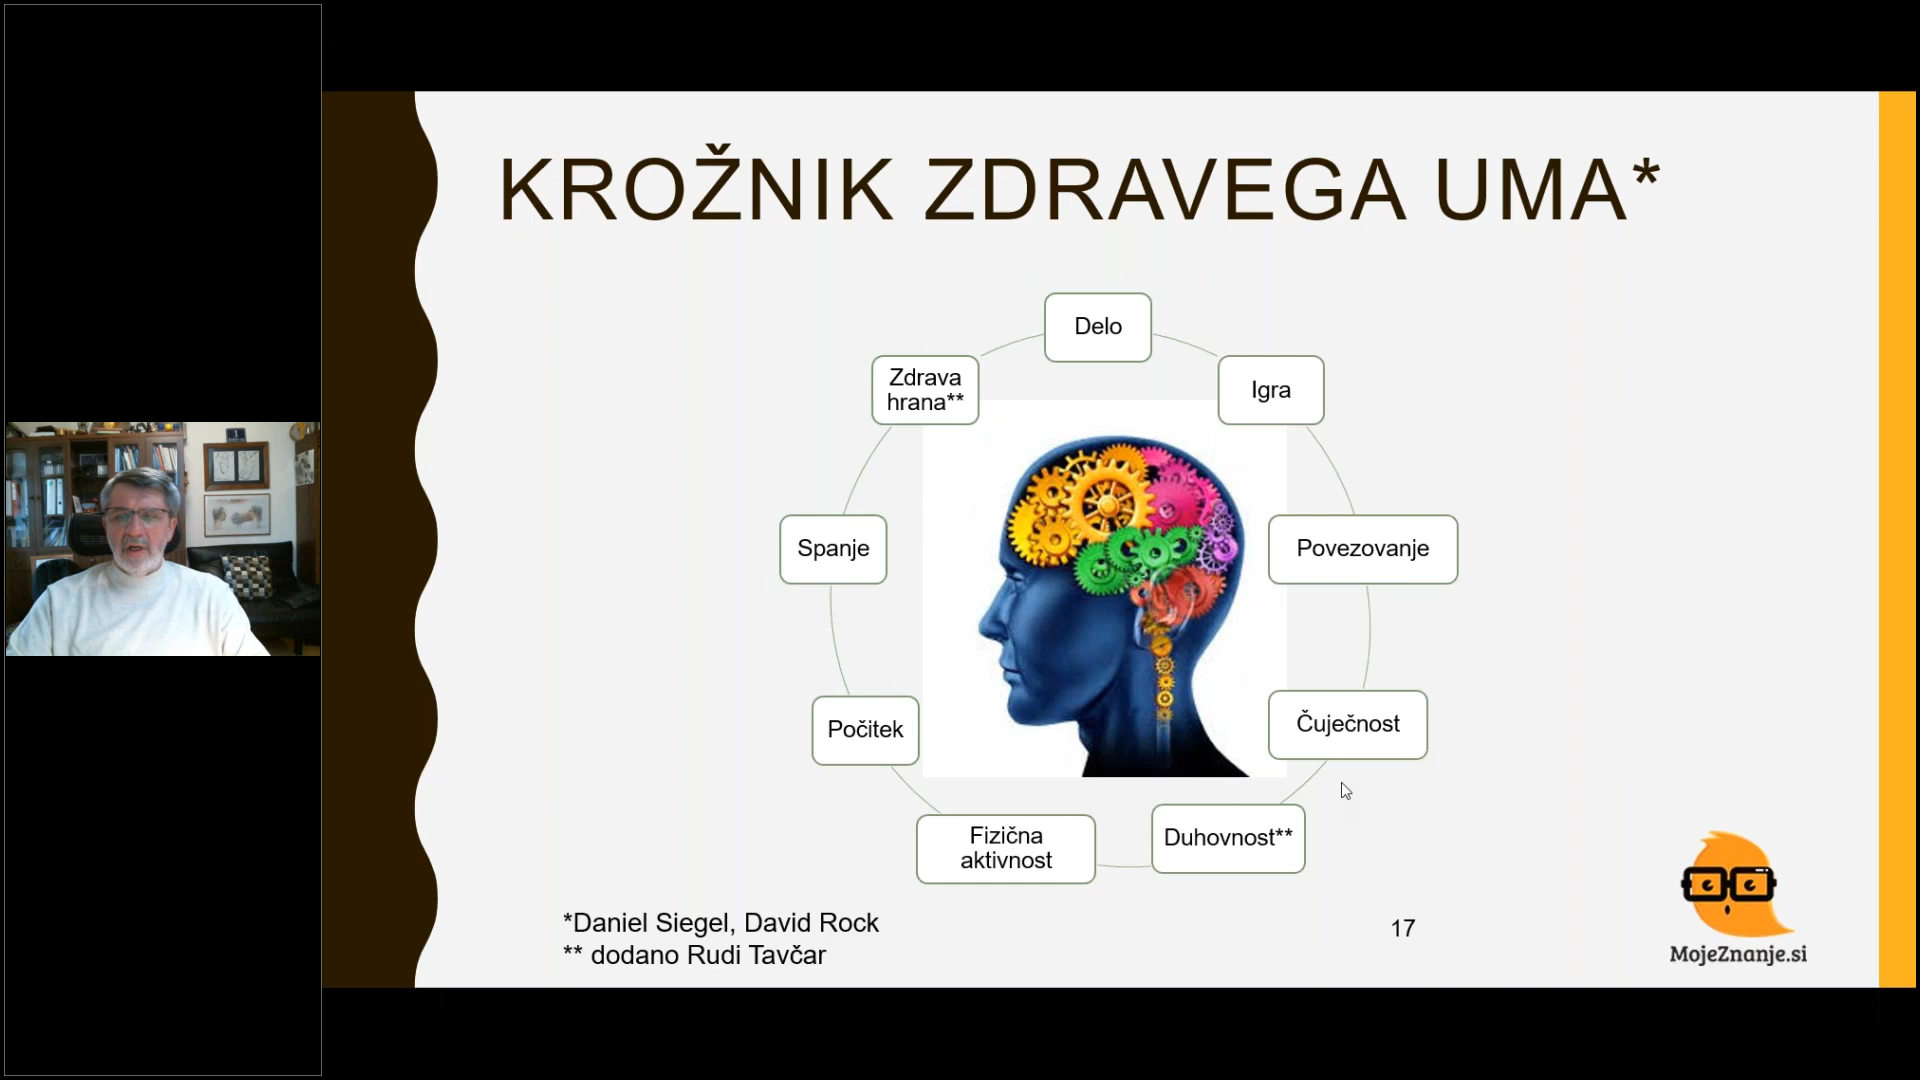 KROŽNIK ZDRAVEGA UMA*
Delo
Zdrava
hrana**
Igra
Spanje
Povezovanje
Počitek
Čuječnost
Fizična
aktivnost
Duhovnost**
*Daniel Siegel, David Rock
** dodano Rudi Tavčar
17
MojeZnanje.si